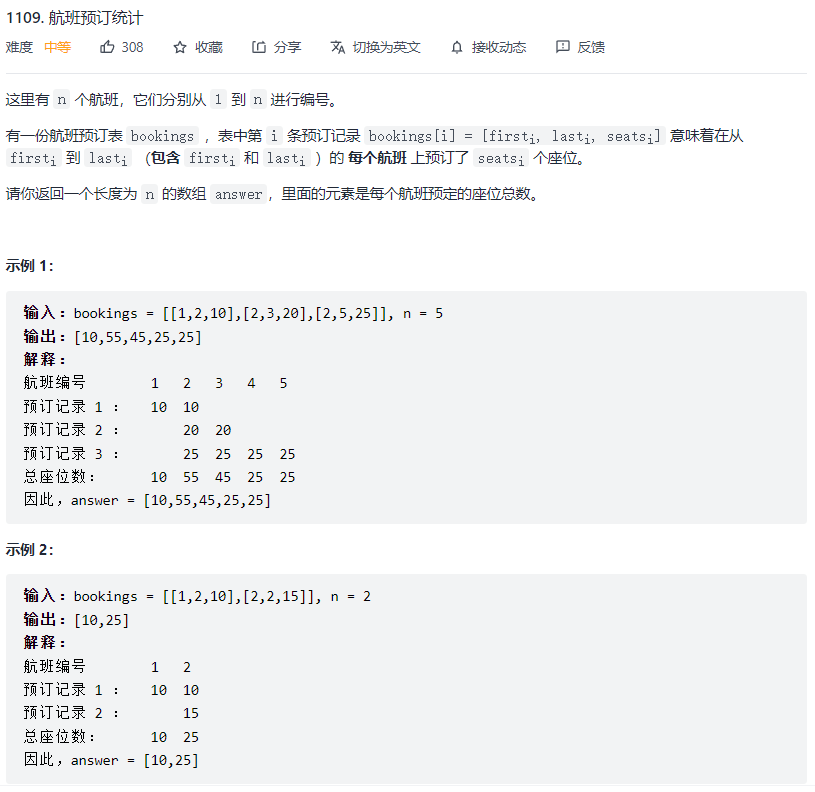 1109. 航班预订统计
难度 中等 308 收藏 分享 切换为英文 接收动态 反馈
这里有 n 个航班，它们分别从 1 到 n 进行编号。
有一份航班预订表 bookings ，表中第 i 条预订记录 bookings[i] = [firstᵢ, lastᵢ, seatsᵢ] 意味着在从
firstᵢ 到 lastᵢ （包含 firstᵢ 和 lastᵢ ）的 每个航班 上预订了 seatsᵢ 个座位。
请你返回一个长度为 n 的数组 answer，里面的元素是每个航班预定的座位总数。
示例 1：
输入：bookings = [[1,2,10],[2,3,20],[2,5,25]], n = 5
输出：[10,55,45,25,25]
解释：
航班编号 1 2 3 4 5
预订记录 1 ： 10 10
预订记录 2 ： 20 20
预订记录 3 ： 25 25 25 25
总座位数： 10 55 45 25 25
因此，answer = [10,55,45,25,25]
示例 2：
输入：bookings = [[1,2,10],[2,2,15]], n = 2
输出：[10,25]
解释：
航班编号 1 2
预订记录 1 ： 10 10
预订记录 2 ： 15
总座位数： 10 25
因此，answer = [10,25]